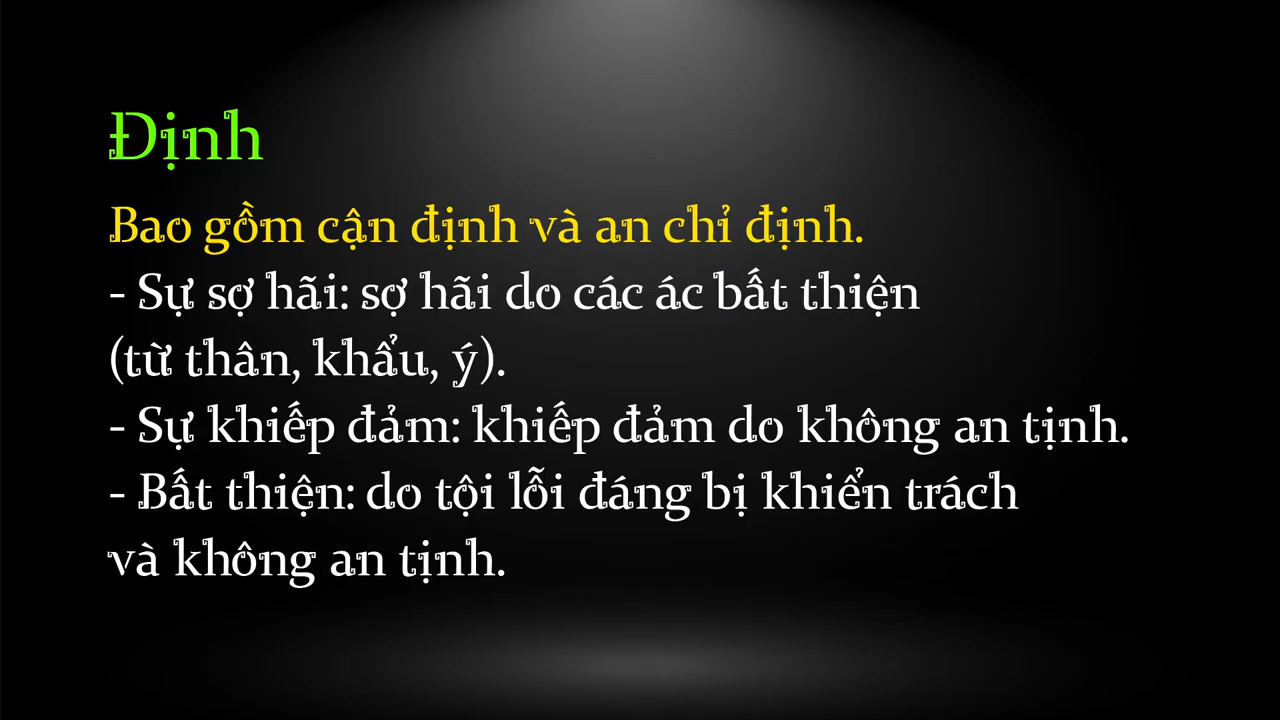 Định
Bao gồm cận định và an chỉ định.
- Sự sợ hãi: sợ hãi do các ác bất thiện
(từ thân, khẩu, ý).
- Sự khiếp đảm: khiếp đảm do không an tịnh.
- Bất thiện: do tội lỗi đáng bị khiển trách
và không an tịnh.